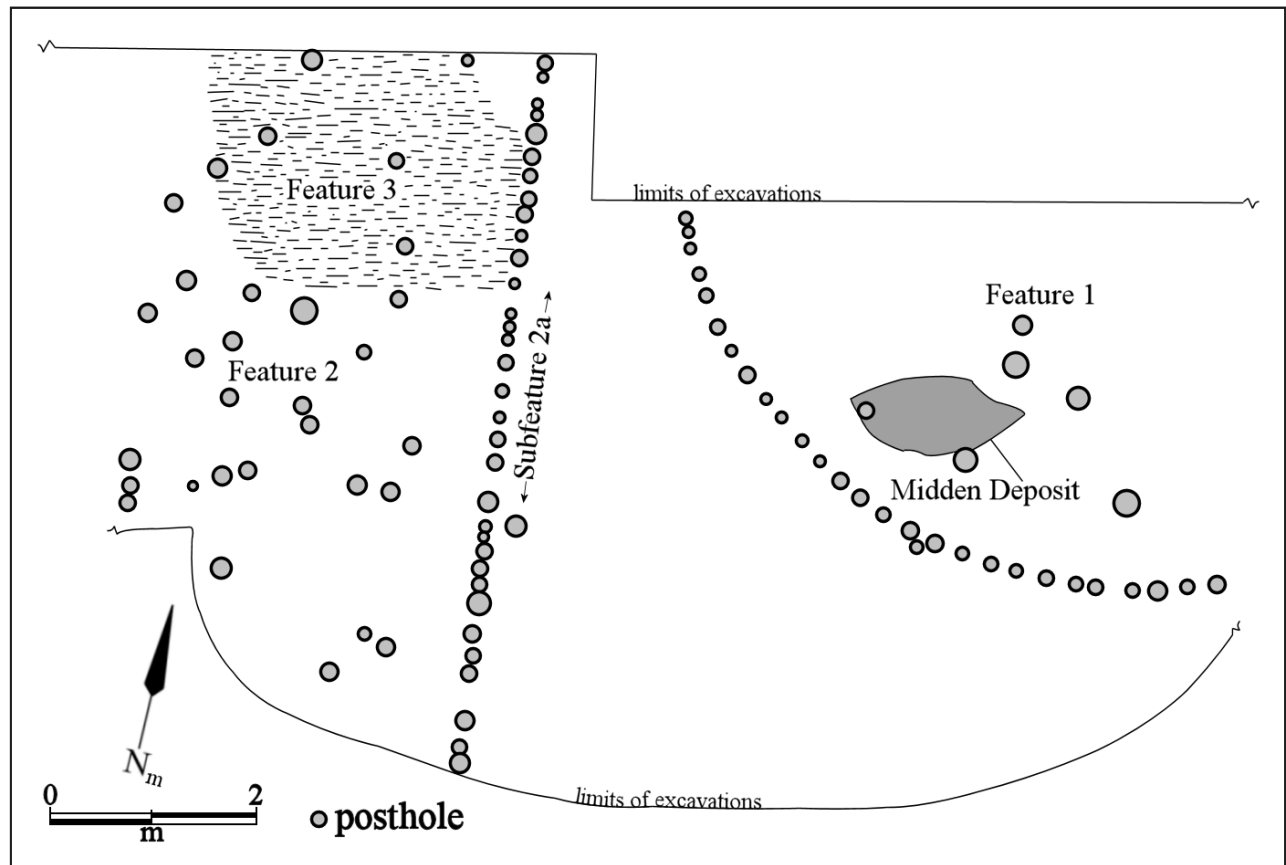 Feature 3
limits of excavations
Feature 1
Feature 2
Subfeature 2a
Midden Deposit
Nm
0 2
m
posthole
limits of excavations